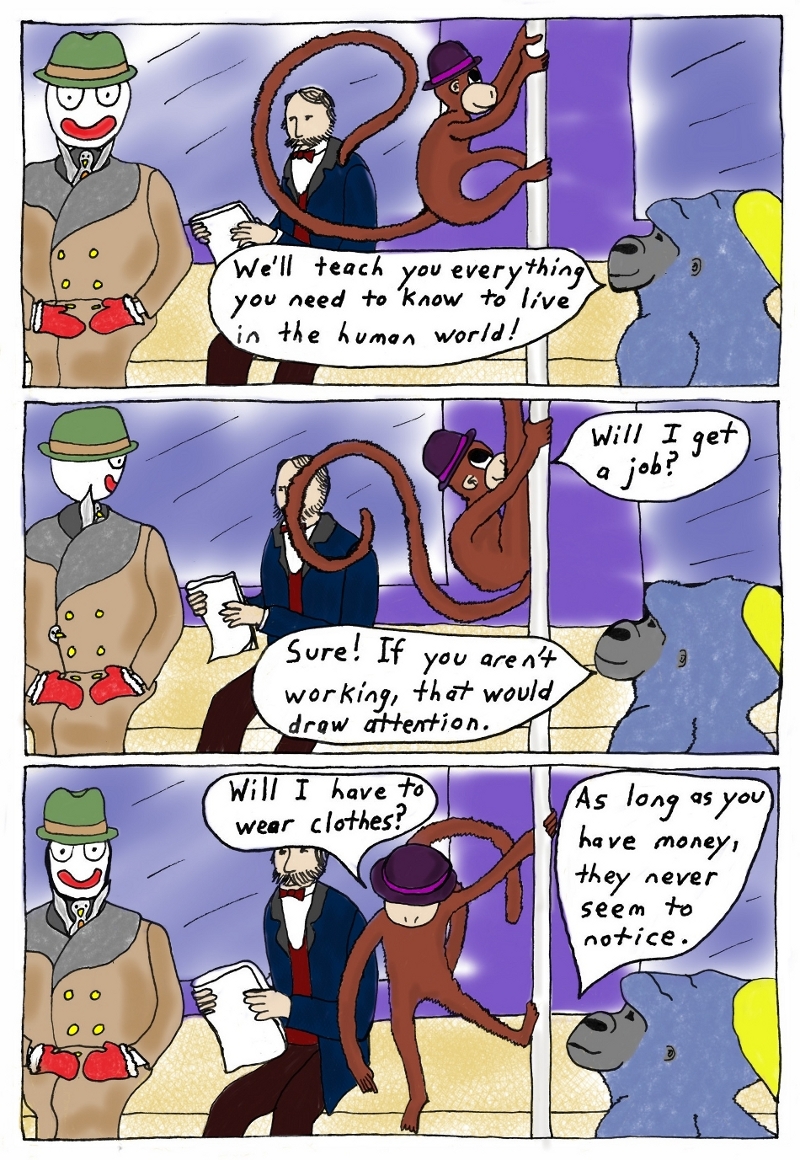 We'll teach you everything
you need to know to live
in the human world!
Will I get
a job?
Sure! If you aren't
working, that would
draw attention.
Will I have to
wear clothes?
As long as you
have money,
they never
seem to
notice.